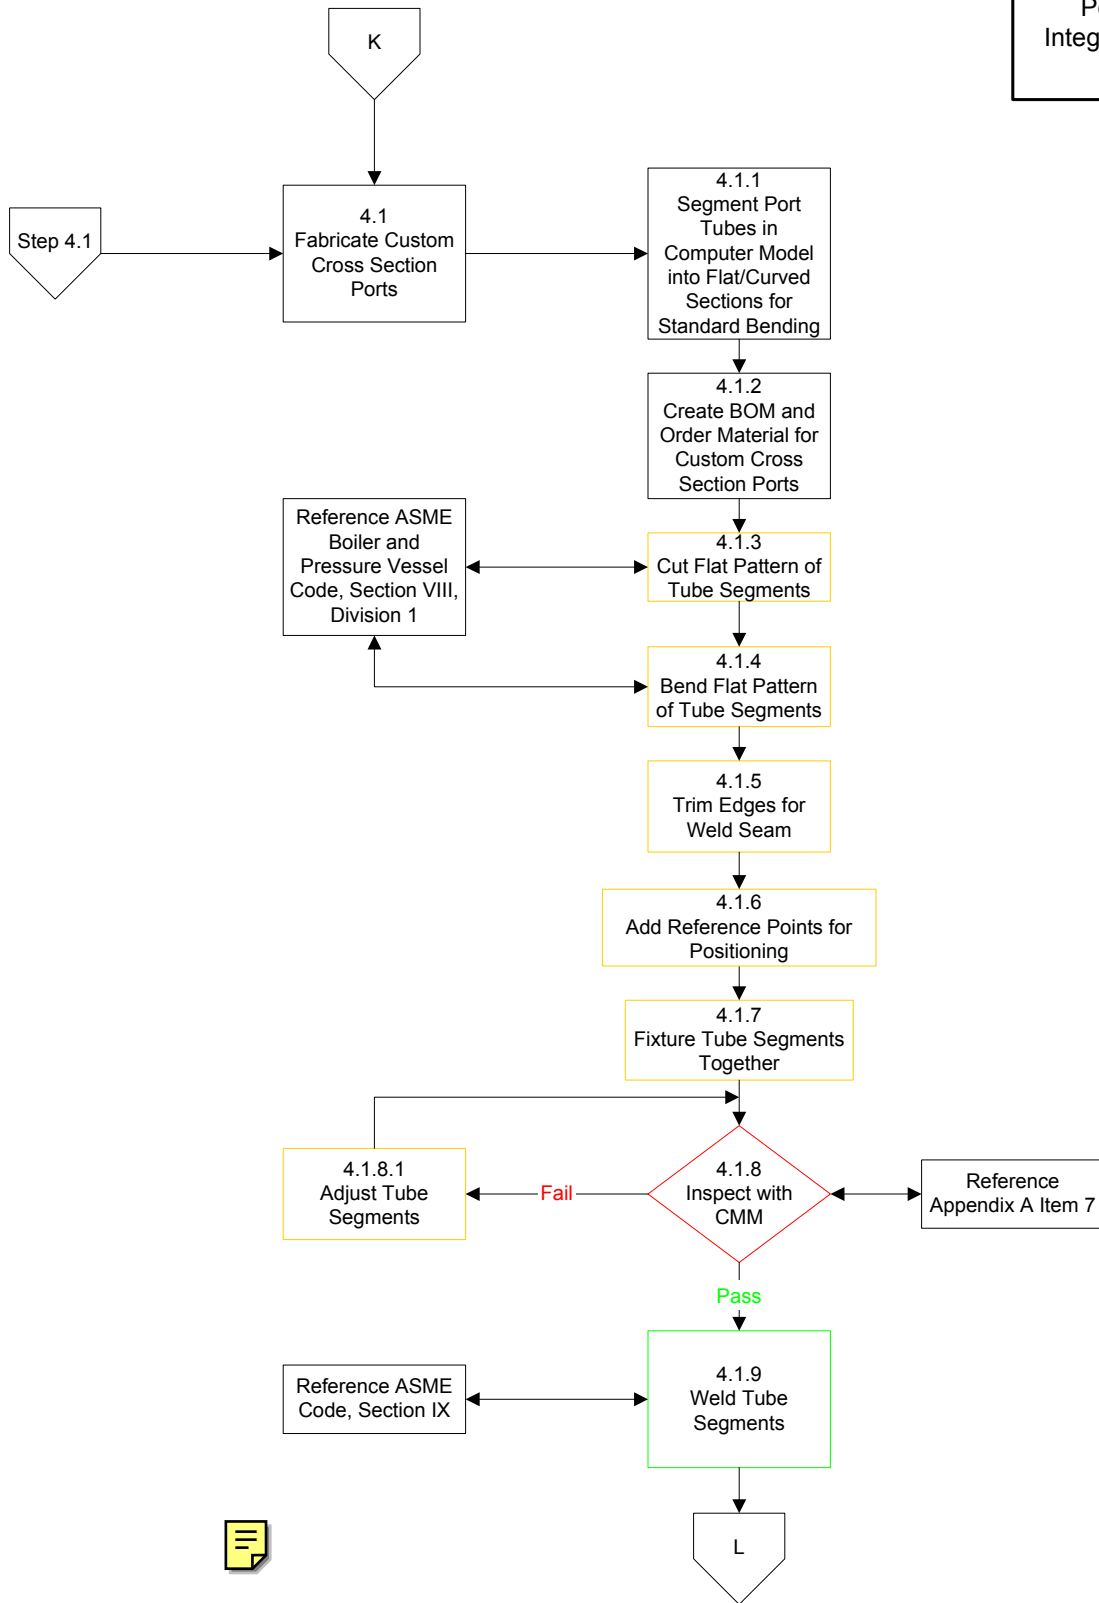 K
Integ
Step 4.1
4.1
Fabricate Custom
Cross Section
Ports
4.1.1
Segment Port
Tubes in
Computer Model
into Flat/Curved
Sections for
Standard Bending
4.1.2
Create BOM and
Order Material for
Custom Cross
Section Ports
Reference ASME
Boiler and
Pressure Vessel
Code, Section VIII,
Division 1
4.1.3
Cut Flat Pattern of
Tube Segments
4.1.4
Bend Flat Pattern
of Tube Segments
4.1.5
Trim Edges for
Weld Seam
4.1.6
Add Reference Points for
Positioning
4.1.7
Fixture Tube Segments
Together
4.1.8.1
Adjust Tube
Segments
Fail
4.1.8
Inspect with
CMM
Reference
Appendix A Item 7
Pass
Reference ASME
Code, Section IX
4.1.9
Weld Tube
Segments
L